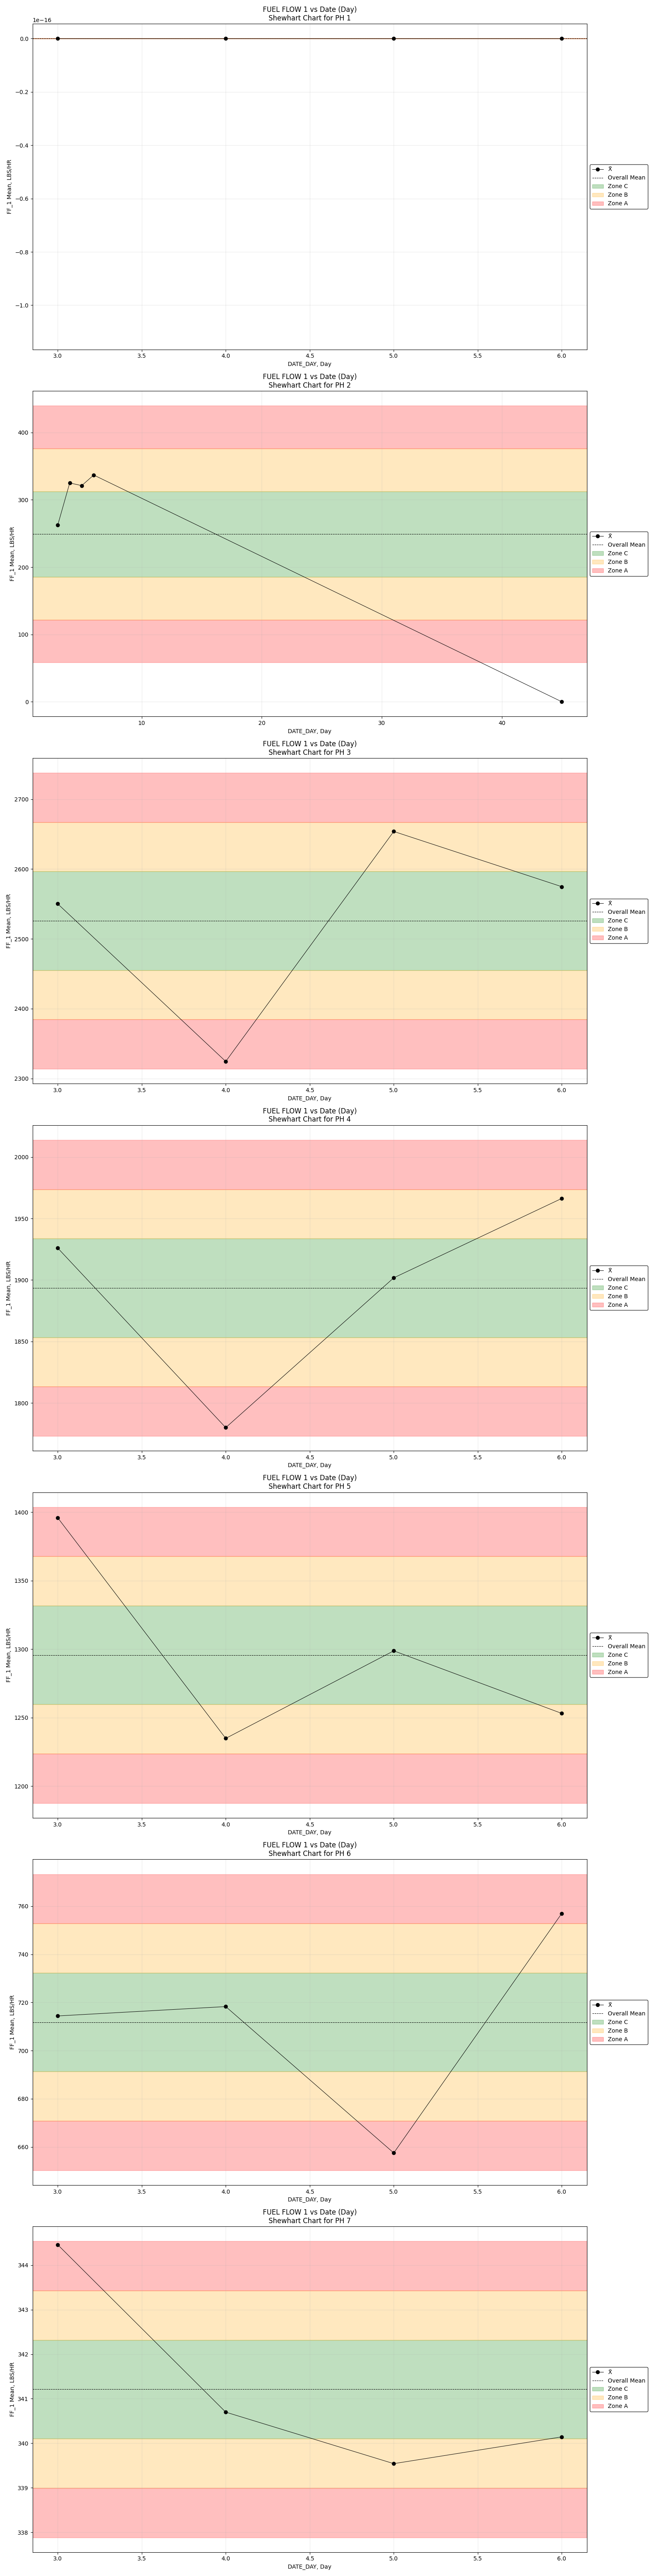 FUEL FLOW 1 vs Date (Day)
Shewhart Chart for PH 1
1e−16
0.0
−0.2
−0.4
−0.6
−0.8
−1.0
FF_1 Mean, LBS/HR
3.0 3.5 4.0 4.5 5.0 5.5 6.0
DATE_DAY, Day
X̄
Overall Mean
Zone C
Zone B
Zone A
FUEL FLOW 1 vs Date (Day)
Shewhart Chart for PH 2
400
300
200
100
0
FF_1 Mean, LBS/HR
10 20 30 40
DATE_DAY, Day
X̄
Overall Mean
Zone C
Zone B
Zone A
FUEL FLOW 1 vs Date (Day)
Shewhart Chart for PH 3
2700
2600
2500
2400
2300
FF_1 Mean, LBS/HR
3.0 3.5 4.0 4.5 5.0 5.5 6.0
DATE_DAY, Day
X̄
Overall Mean
Zone C
Zone B
Zone A
FUEL FLOW 1 vs Date (Day)
Shewhart Chart for PH 4
2000
1950
1900
1850
1800
FF_1 Mean, LBS/HR
3.0 3.5 4.0 4.5 5.0 5.5 6.0
DATE_DAY, Day
X̄
Overall Mean
Zone C
Zone B
Zone A
FUEL FLOW 1 vs Date (Day)
Shewhart Chart for PH 5
1400
1350
1300
1250
1200
FF_1 Mean, LBS/HR
3.0 3.5 4.0 4.5 5.0 5.5 6.0
DATE_DAY, Day
X̄
Overall Mean
Zone C
Zone B
Zone A
FUEL FLOW 1 vs Date (Day)
Shewhart Chart for PH 6
760
740
720
700
680
660
FF_1 Mean, LBS/HR
3.0 3.5 4.0 4.5 5.0 5.5 6.0
DATE_DAY, Day
X̄
Overall Mean
Zone C
Zone B
Zone A
FUEL FLOW 1 vs Date (Day)
Shewhart Chart for PH 7
344
343
342
341
340
339
338
FF_1 Mean, LBS/HR
3.0 3.5 4.0 4.5 5.0 5.5 6.0
DATE_DAY, Day
X̄
Overall Mean
Zone C
Zone B
Zone A